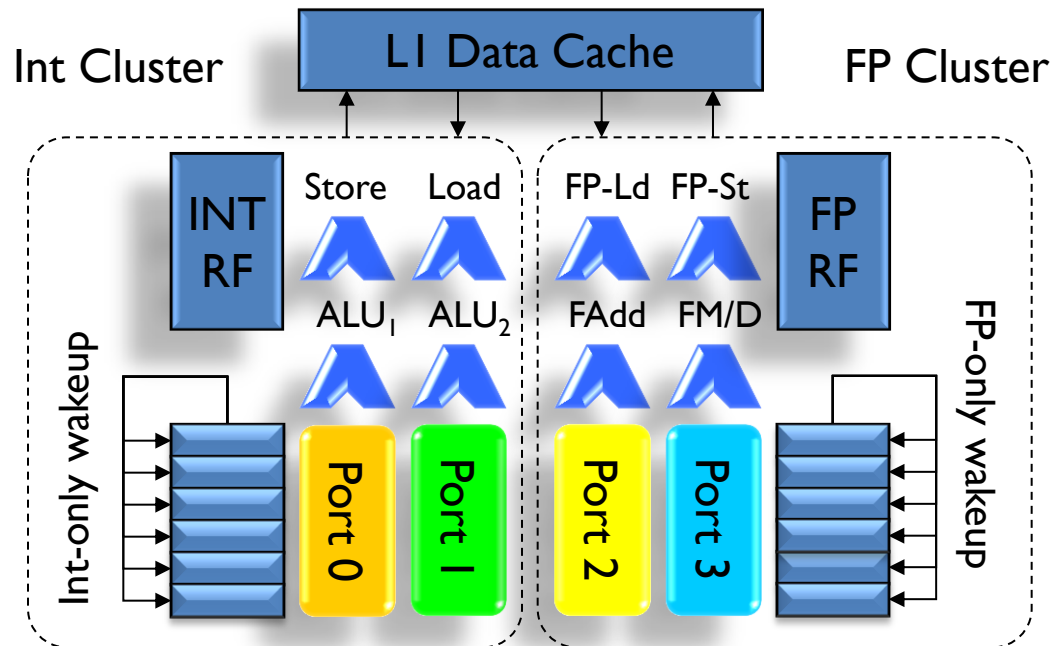 L1 Data Cache
Int Cluster
FP Cluster
INT
RF
Store
Load
FP-Ld
FP-St
FP
RF
ALU1
ALU2
FAdd
FM/D
Int-only wakeup
Port 0
Port 1
Port 2
Port 3
FP-only wakeup